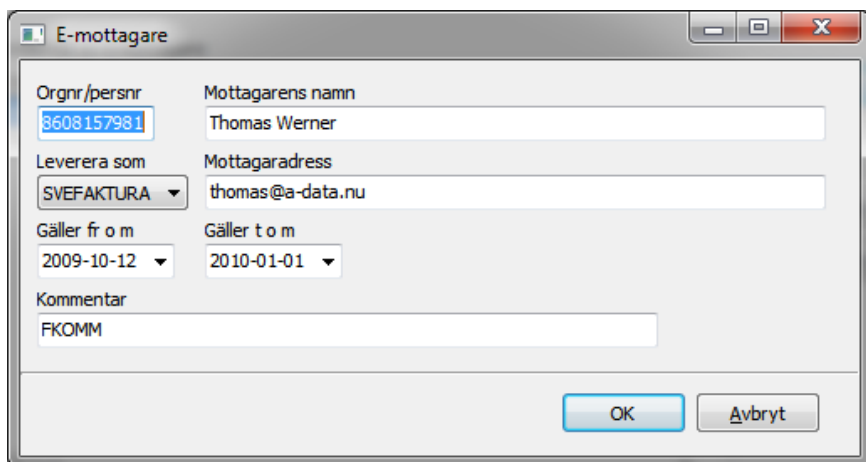 E-mottagare
Orgnr/persnr Mottagarens namn
8608157981 Thomas Werner
Leverera som Mottagaradress
SVEFAKTURA thomas@a-data.nu
Gäller fr o m Gäller t o m
2009-10-12 2010-01-01
Kommentar
FKOMM
OK Avbryt